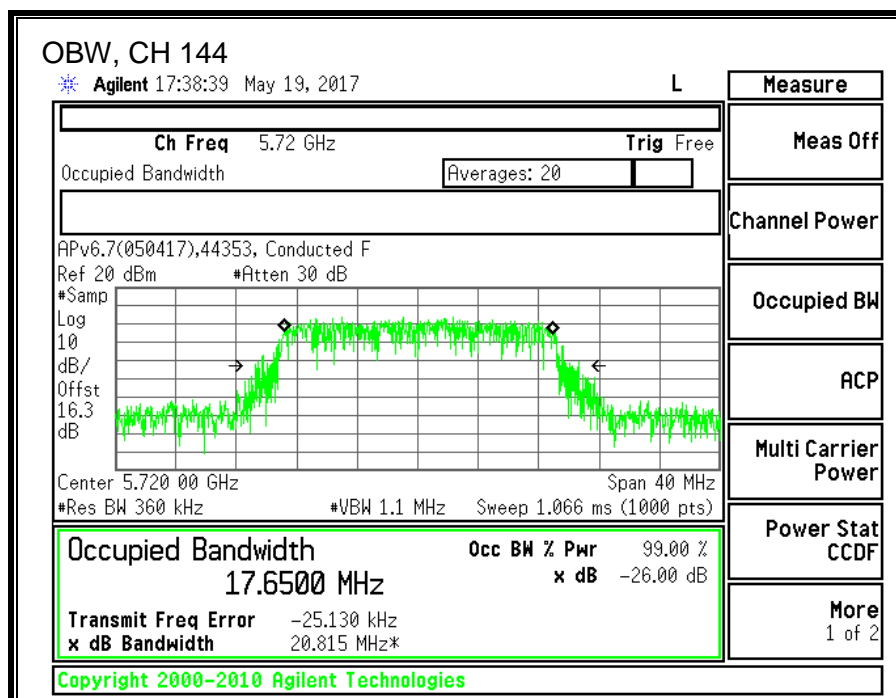 OBW, CH 144
Agilent 17:38:39 May 19, 2017 L
Measure
Ch Freq 5.72 GHz Trig Free
Meas Off
Occupied Bandwidth Averages: 20
Channel Power
APv6.7(050417),44353, Conducted F
Ref 20 dBm #Atten 30 dB
#Samp
Log
10
dB/
Offst
16.3
dB
Occupied BW
ACP
Center 5.720 00 GHz Span 40 MHz
#Res BW 360 kHz #VBW 1.1 MHz Sweep 1.066 ms (1000 pts)
Multi Carrier
Power
Occupied Bandwidth Occ BW % Pwr 99.00 %
17.6500 MHz x dB -26.00 dB
Power Stat
CCDF
Transmit Freq Error -25.130 kHz
x dB Bandwidth 20.815 MHz*
More
1 of 2
Copyright 2000-2010 Agilent Technologies